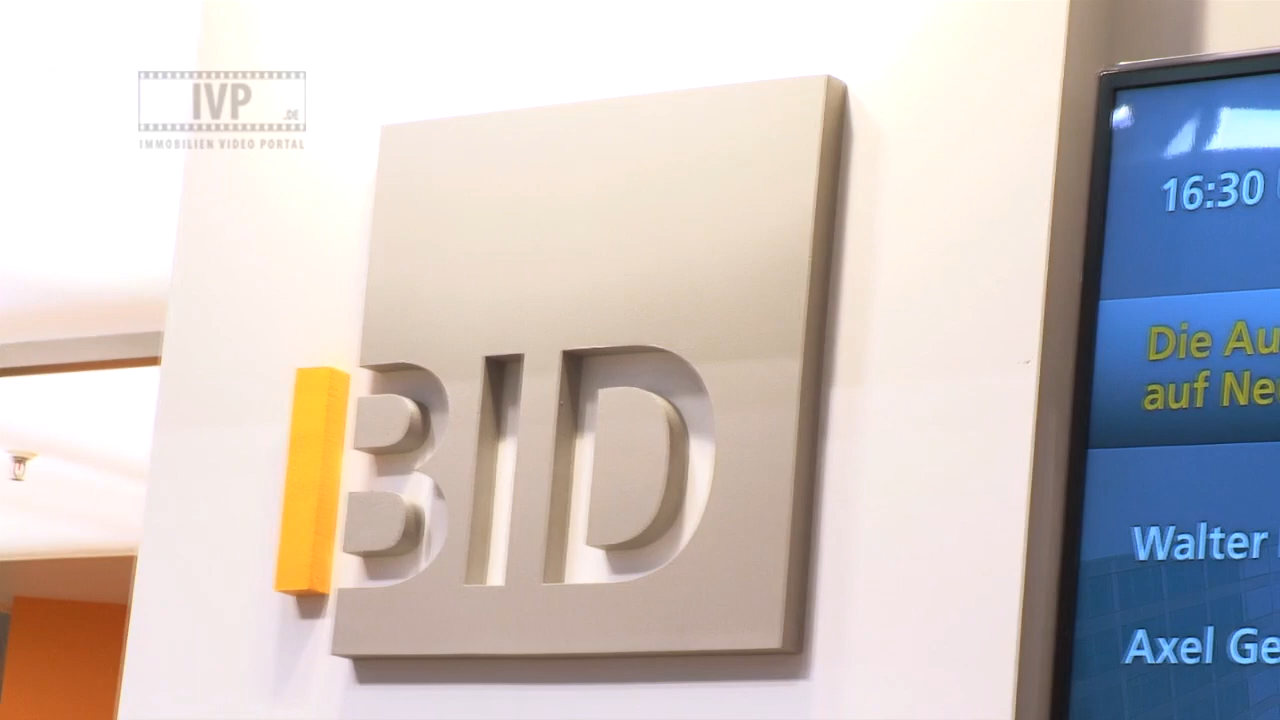 IVP
.DE
IMMOBILIEN VIDEO PORTAL
BID
16:30
Die Au
auf Ne
Walter
Axel Ge